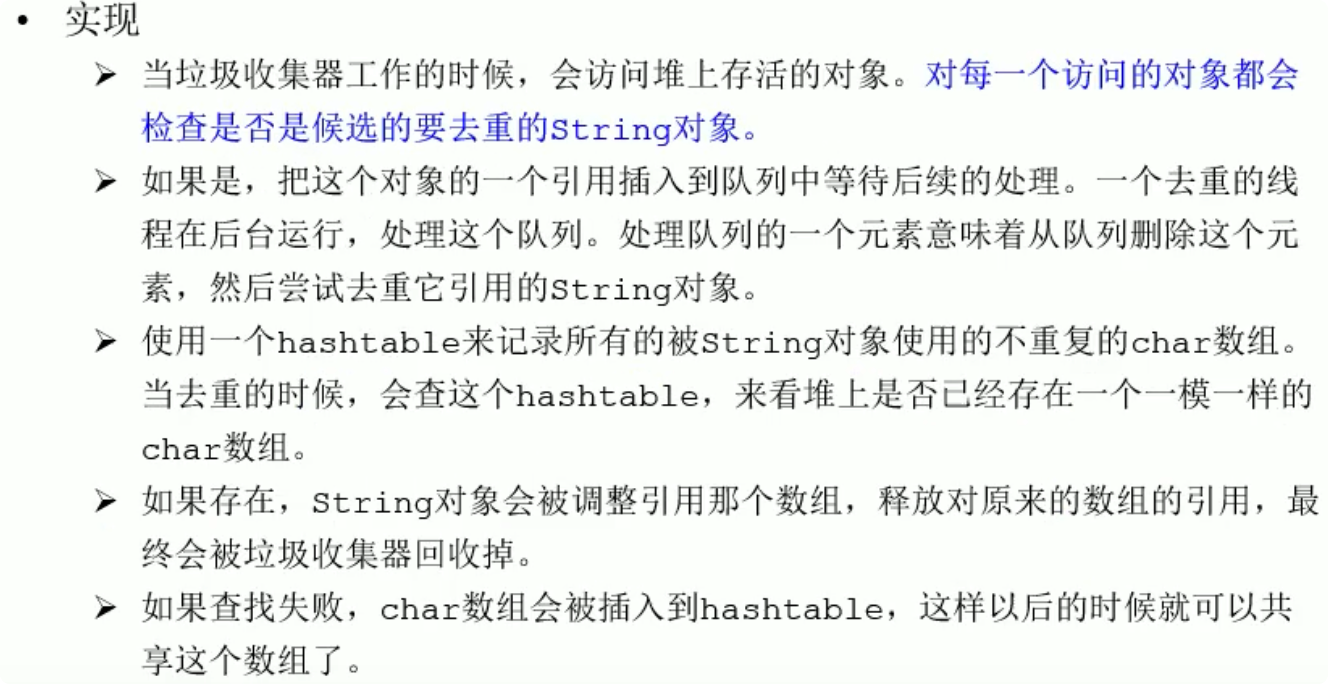 • 实现
➢ 当垃圾收集器工作的时候，会访问堆上存活的对象。对每一个访问的对象都会
检查是否是候选的要去重的String对象。
➢ 如果是，把这个对象的一个引用插入到队列中等待后续的处理。一个去重的线
程在后台运行，处理这个队列。处理队列的一个元素意味着从队列删除这个元
素，然后尝试去重它引用的String对象。
➢ 使用一个hashtable来记录所有的被String对象使用的不重复的char数组。
当去重的时候，会查这个hashtable，来看堆上是否已经存在一个一模一样的
char数组。
➢ 如果存在，String对象会被调整引用那个数组，释放对原来的数组的引用，最
终会被垃圾收集器回收掉。
➢ 如果查找失败，char数组会被插入到hashtable，这样以后的时候就可以共
享这个数组了。